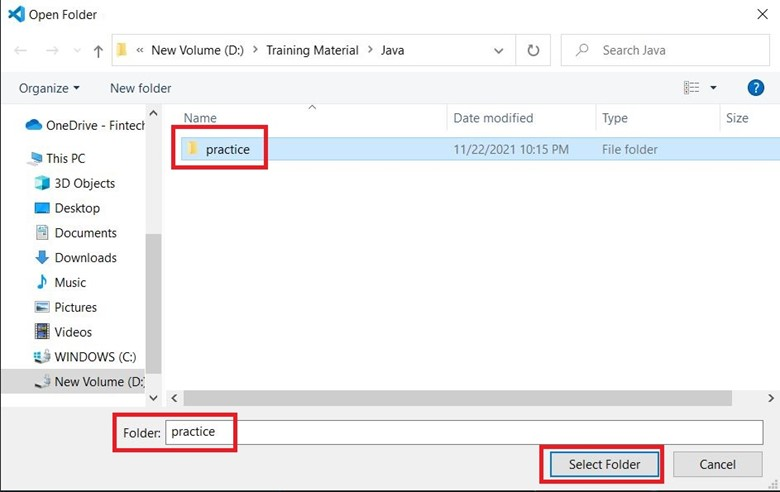 Open Folder
« New Volume (D:) > Training Material > Java
Search Java
Organize
New folder
?
Name
Date modified
Type
Size
OneDrive - Fintech
practice
11/22/2021 10:15 PM
File folder
This PC
3D Objects
Desktop
Documents
Downloads
Music
Pictures
Videos
WINDOWS (C:)
New Volume (D:)
Folder: practice
Select Folder
Cancel